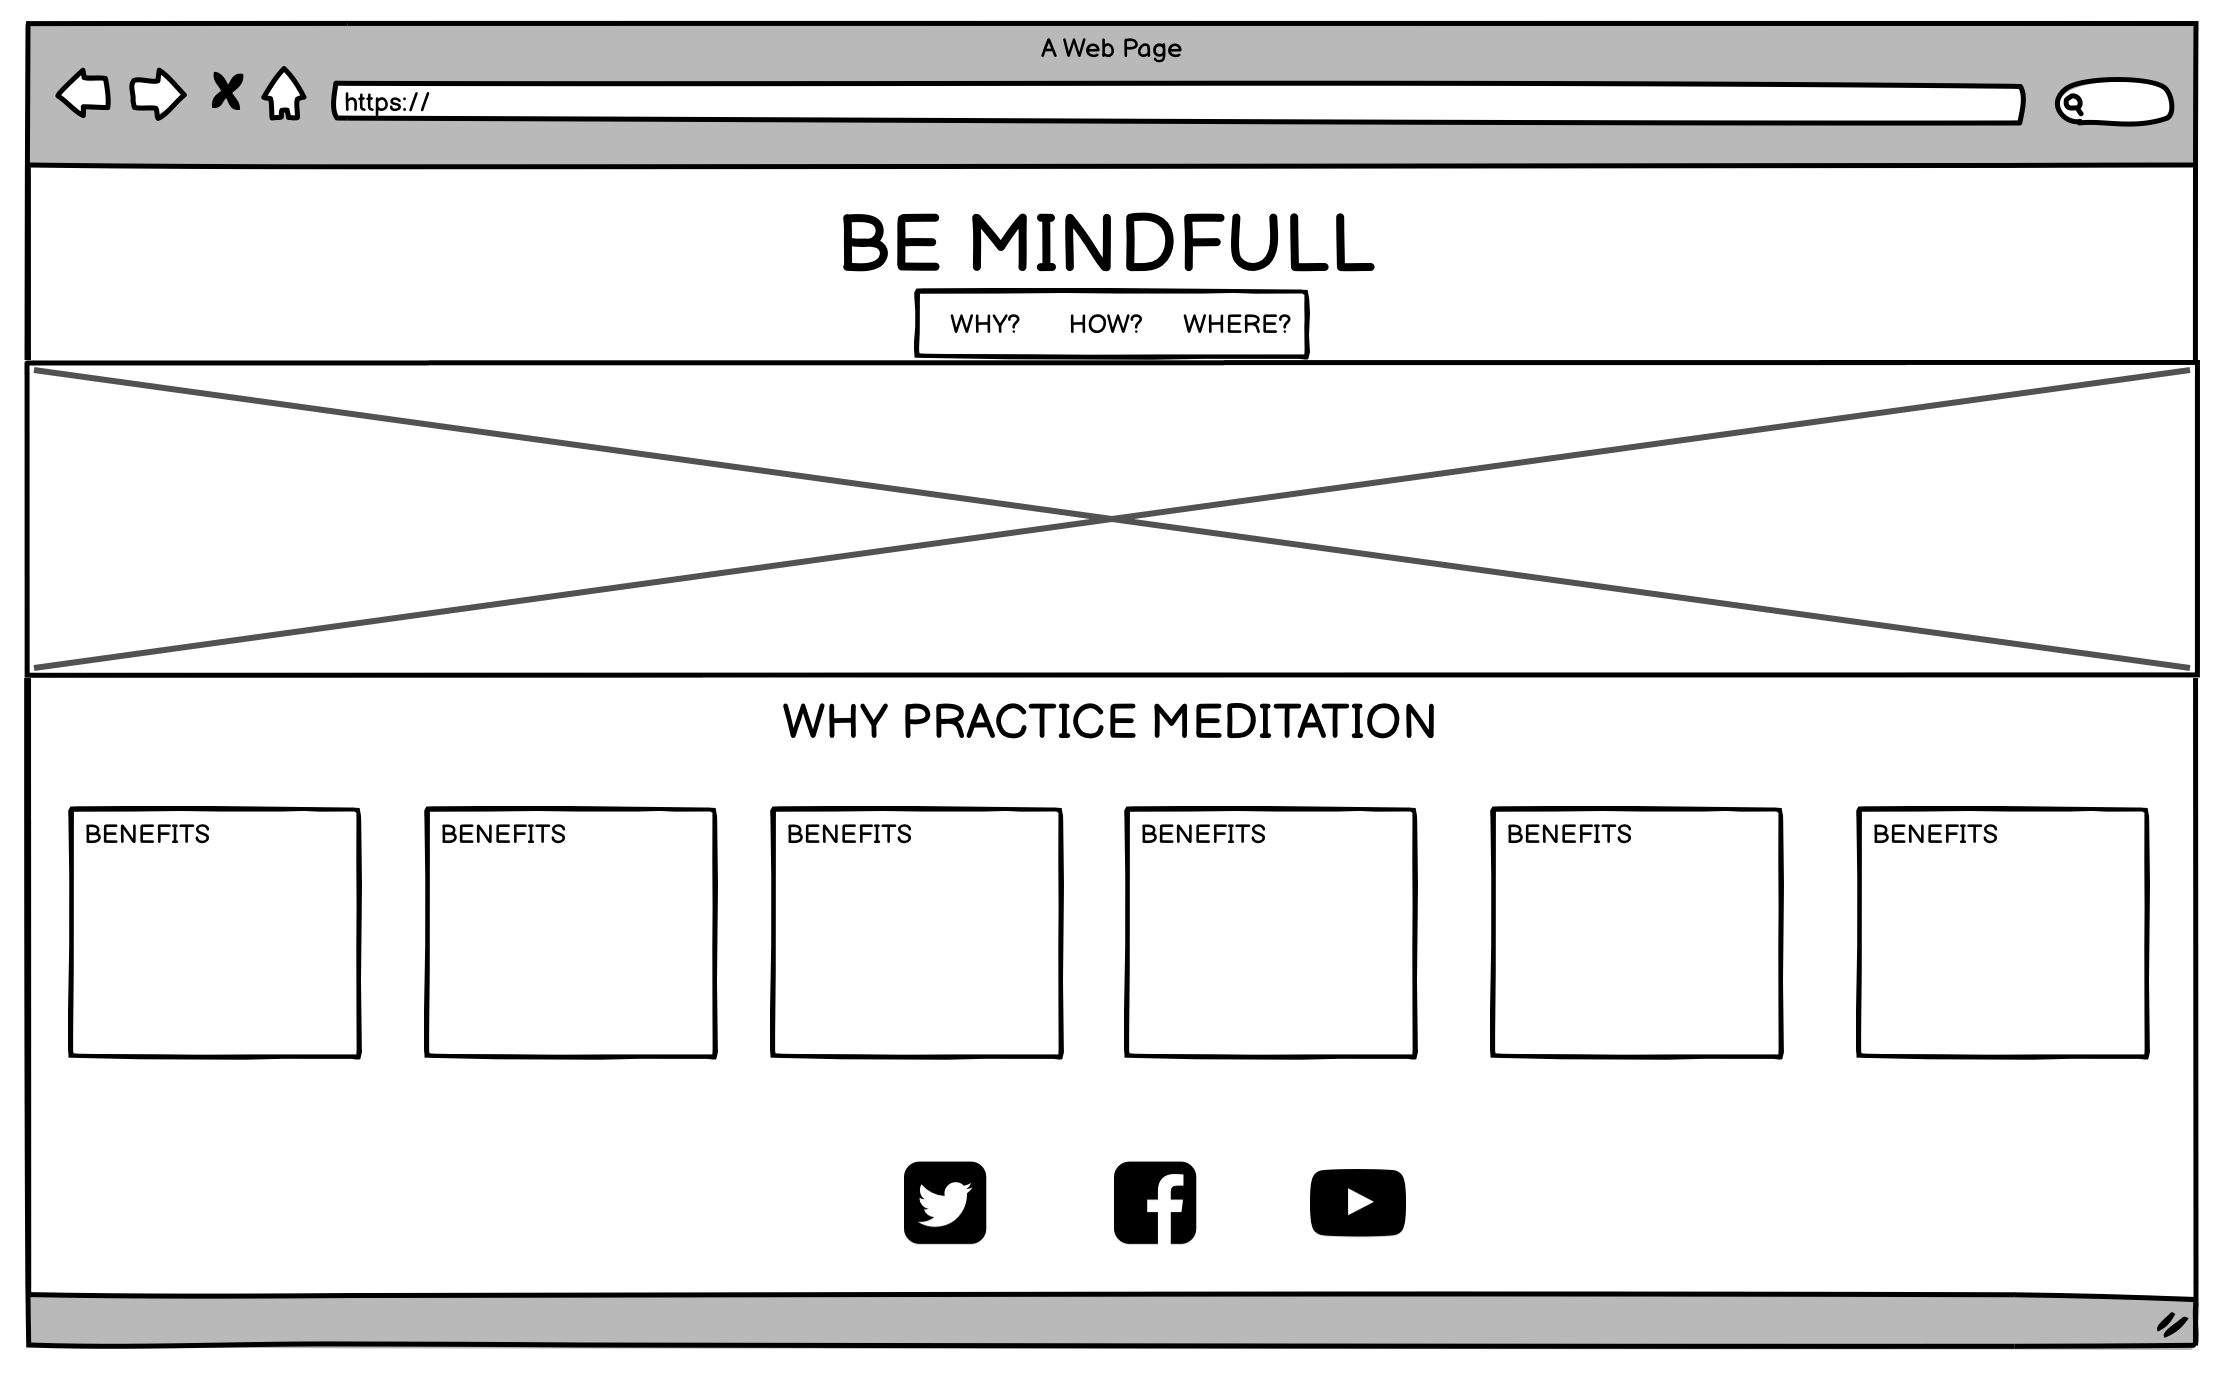 A Web Page
https://
BE MINDFULL
WHY? HOW? WHERE?
WHY PRACTICE MEDITATION
BENEFITS BENEFITS BENEFITS BENEFITS BENEFITS BENEFITS